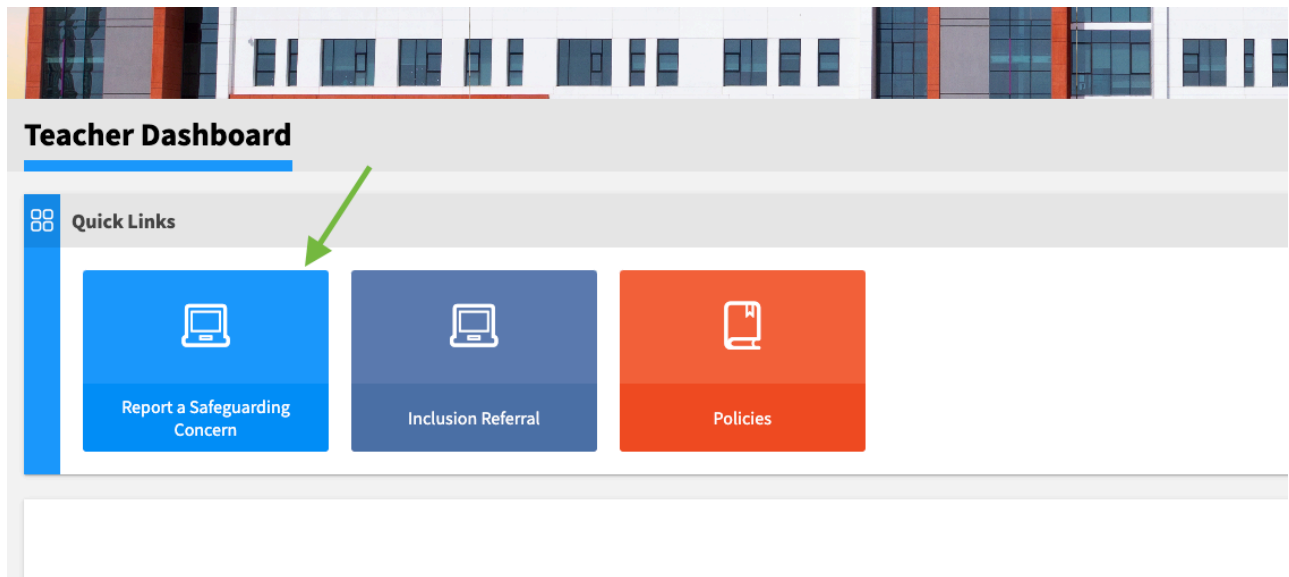 Teacher Dashboard
Quick Links
Report a Safeguarding
Concern
Inclusion Referral
Policies